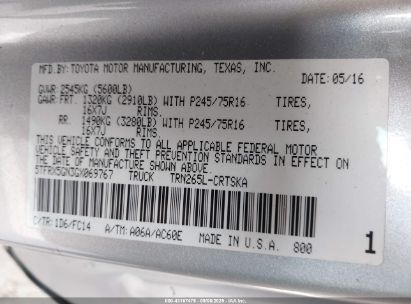 MFD.BY:TOYOTA MOTOR MANUFACTURING, TEXAS, INC.
DATE: 05/16
GVWR:2545KG (5600LB)
GAWR: FRT. 1320KG (2910LB) WITH P245/75R16 TIRES,
16X7J RIMS.
RR. 1490KG (3280LB) WITH P245/75R16 TIRES,
16X7J RIMS.
THIS VEHICLE CONFORMS TO ALL APPLICABLE FEDERAL MOTOR
VEHICLE SAFETY AND BUMPER STANDARDS IN EFFECT ON
THE DATE OF MANUFACTURE SHOWN ABOVE.
5TFRX5GN3GX069767 TRUCK TRN265L-CRTSKA
C/TR:1D6/FC14 A/TM:A06A/AC60E MADE IN U.S.A. 800
1